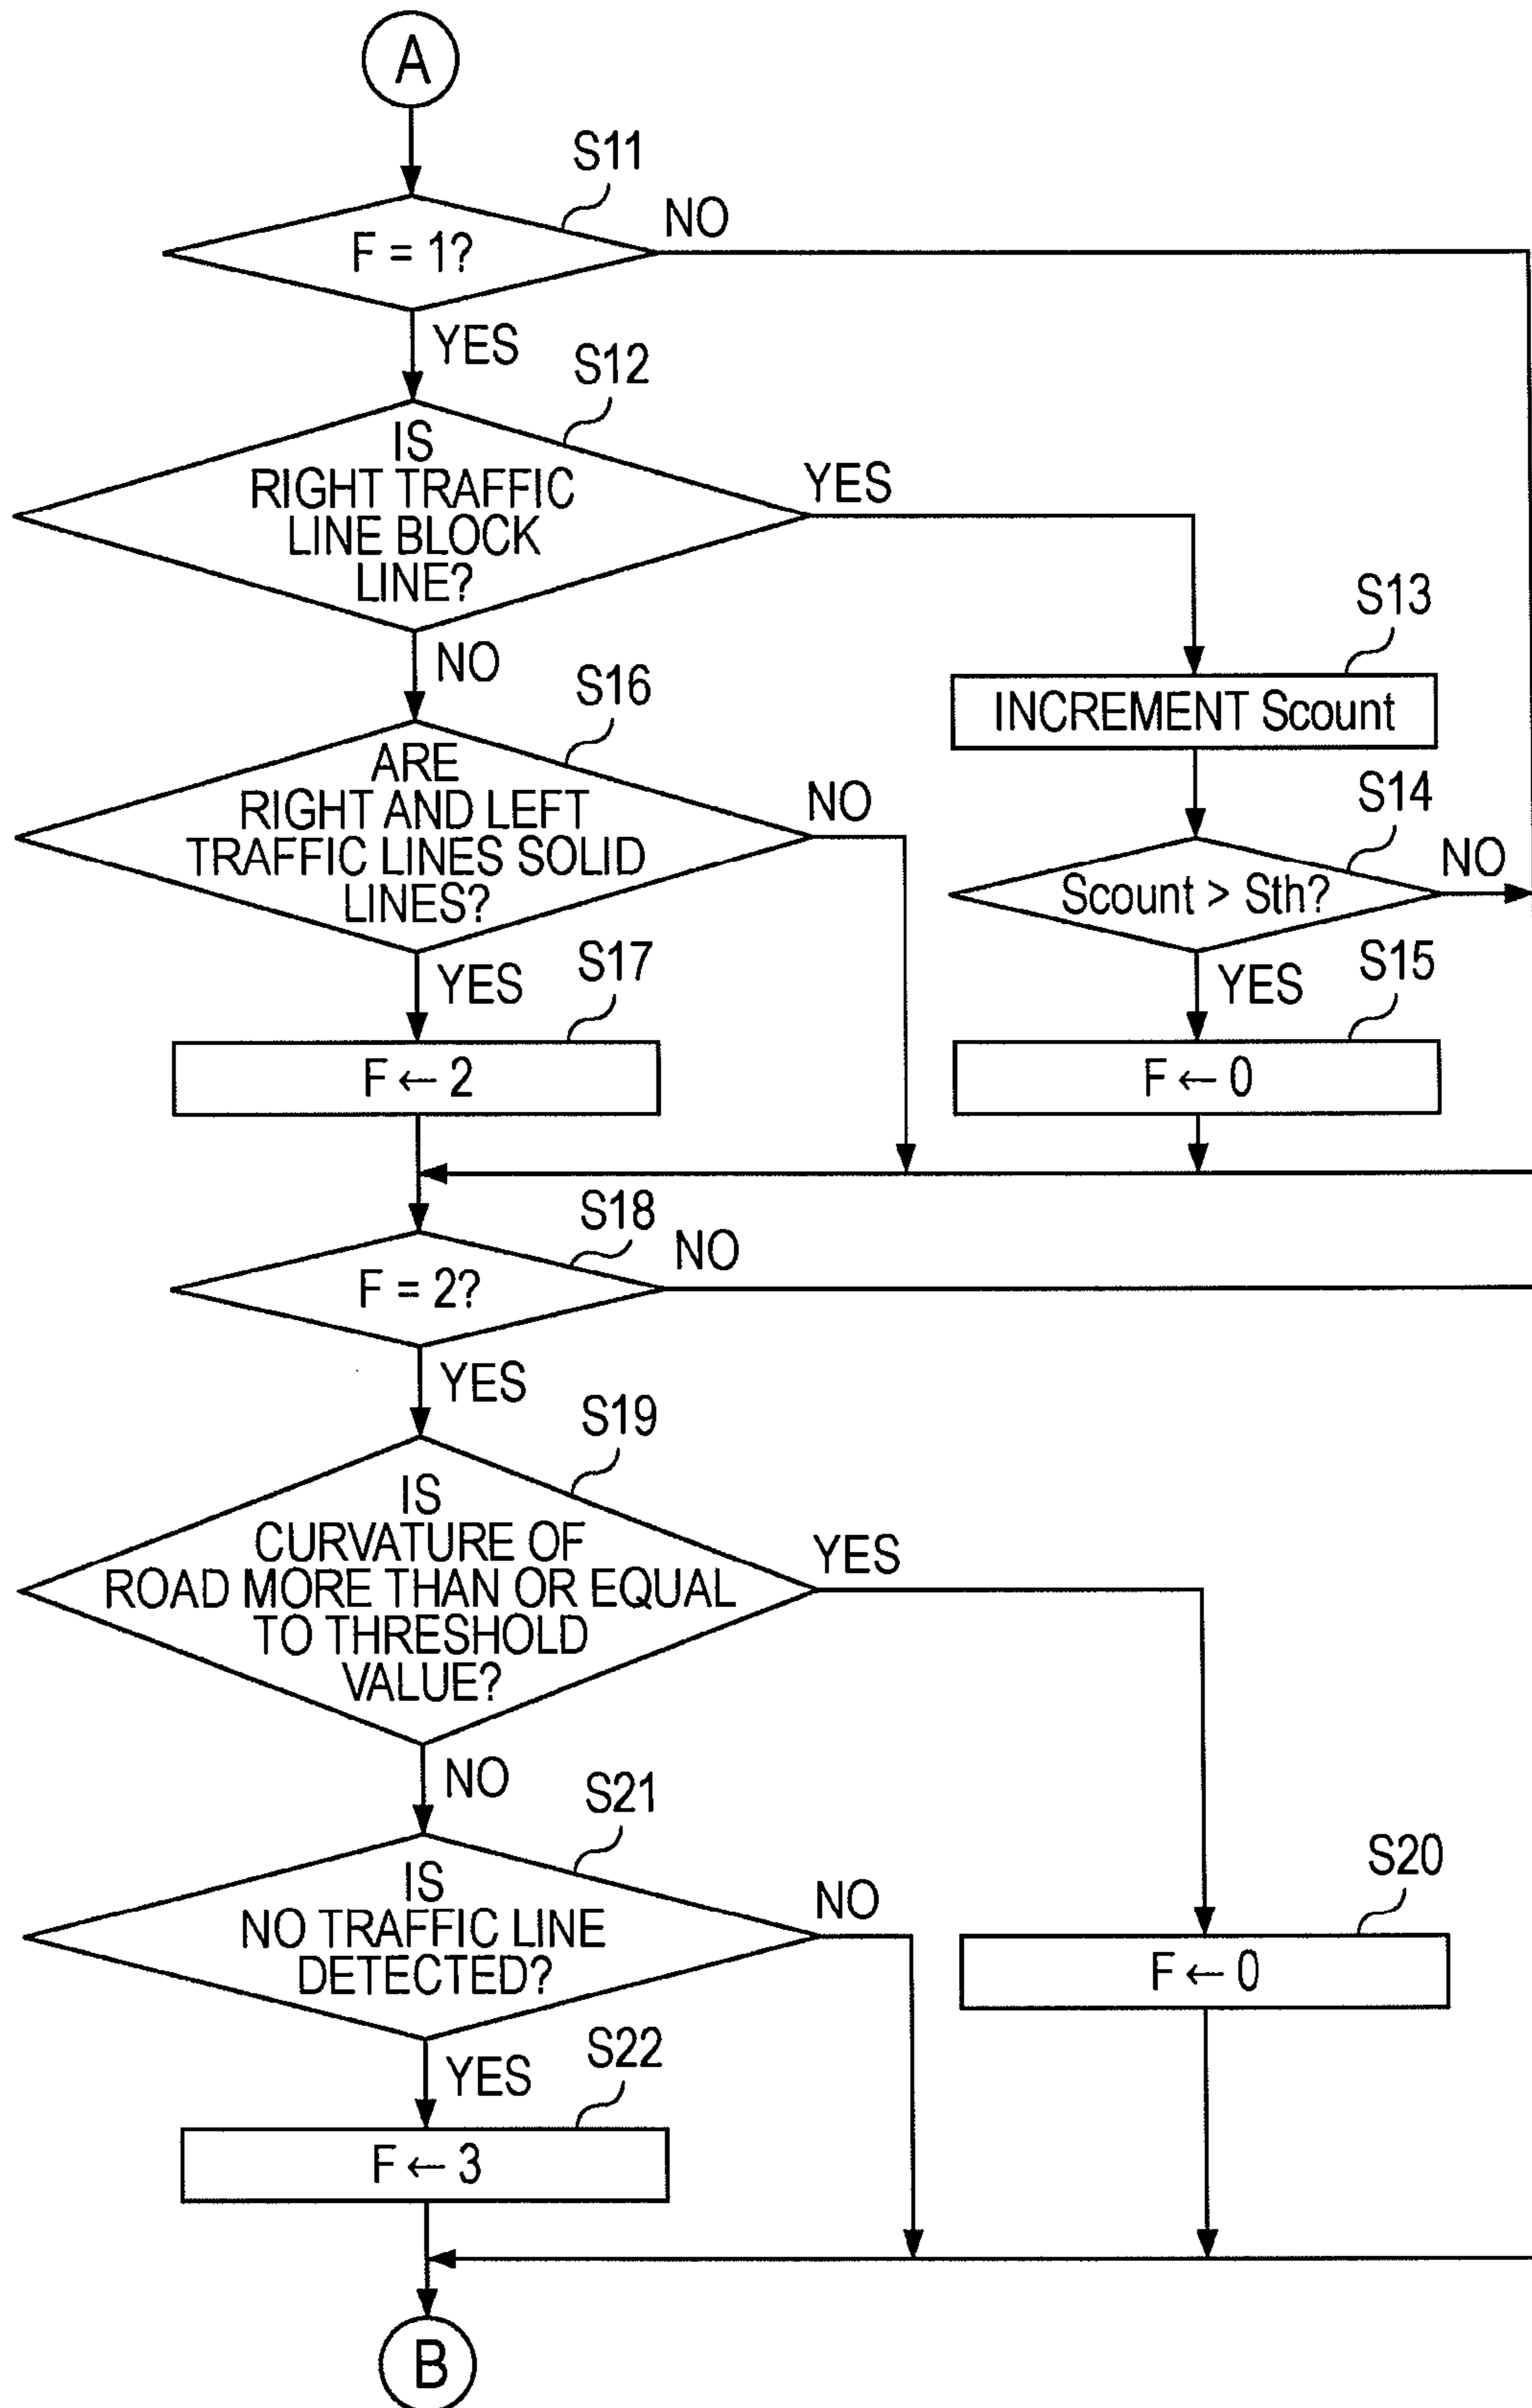 A
S11
F = 1?
NO
YES
S12
IS
RIGHT TRAFFIC
LINE BLOCK
LINE?
YES
NO
S13
INCREMENT Scount
S16
ARE
RIGHT AND LEFT
TRAFFIC LINES SOLID
LINES?
NO
S14
Scount > Sth?
NO
YES
S17
F ← 2
YES
S15
F ← 0
S18
F = 2?
NO
YES
S19
IS
CURVATURE OF
ROAD MORE THAN OR EQUAL
TO THRESHOLD
VALUE?
YES
NO
S21
IS
NO TRAFFIC LINE
DETECTED?
NO
S20
F ← 0
YES
S22
F ← 3
B